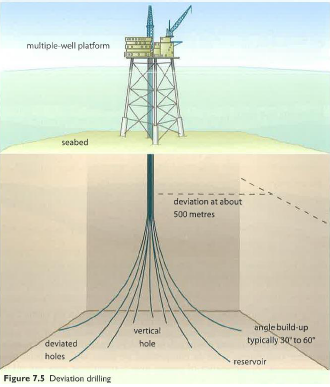 multiple-well platform
seabed
deviation at about
500 metres
angle build-up
typically 30° to 60°
vertical
hole
deviated
holes
reservoir
Figure 7.5 Deviation drilling